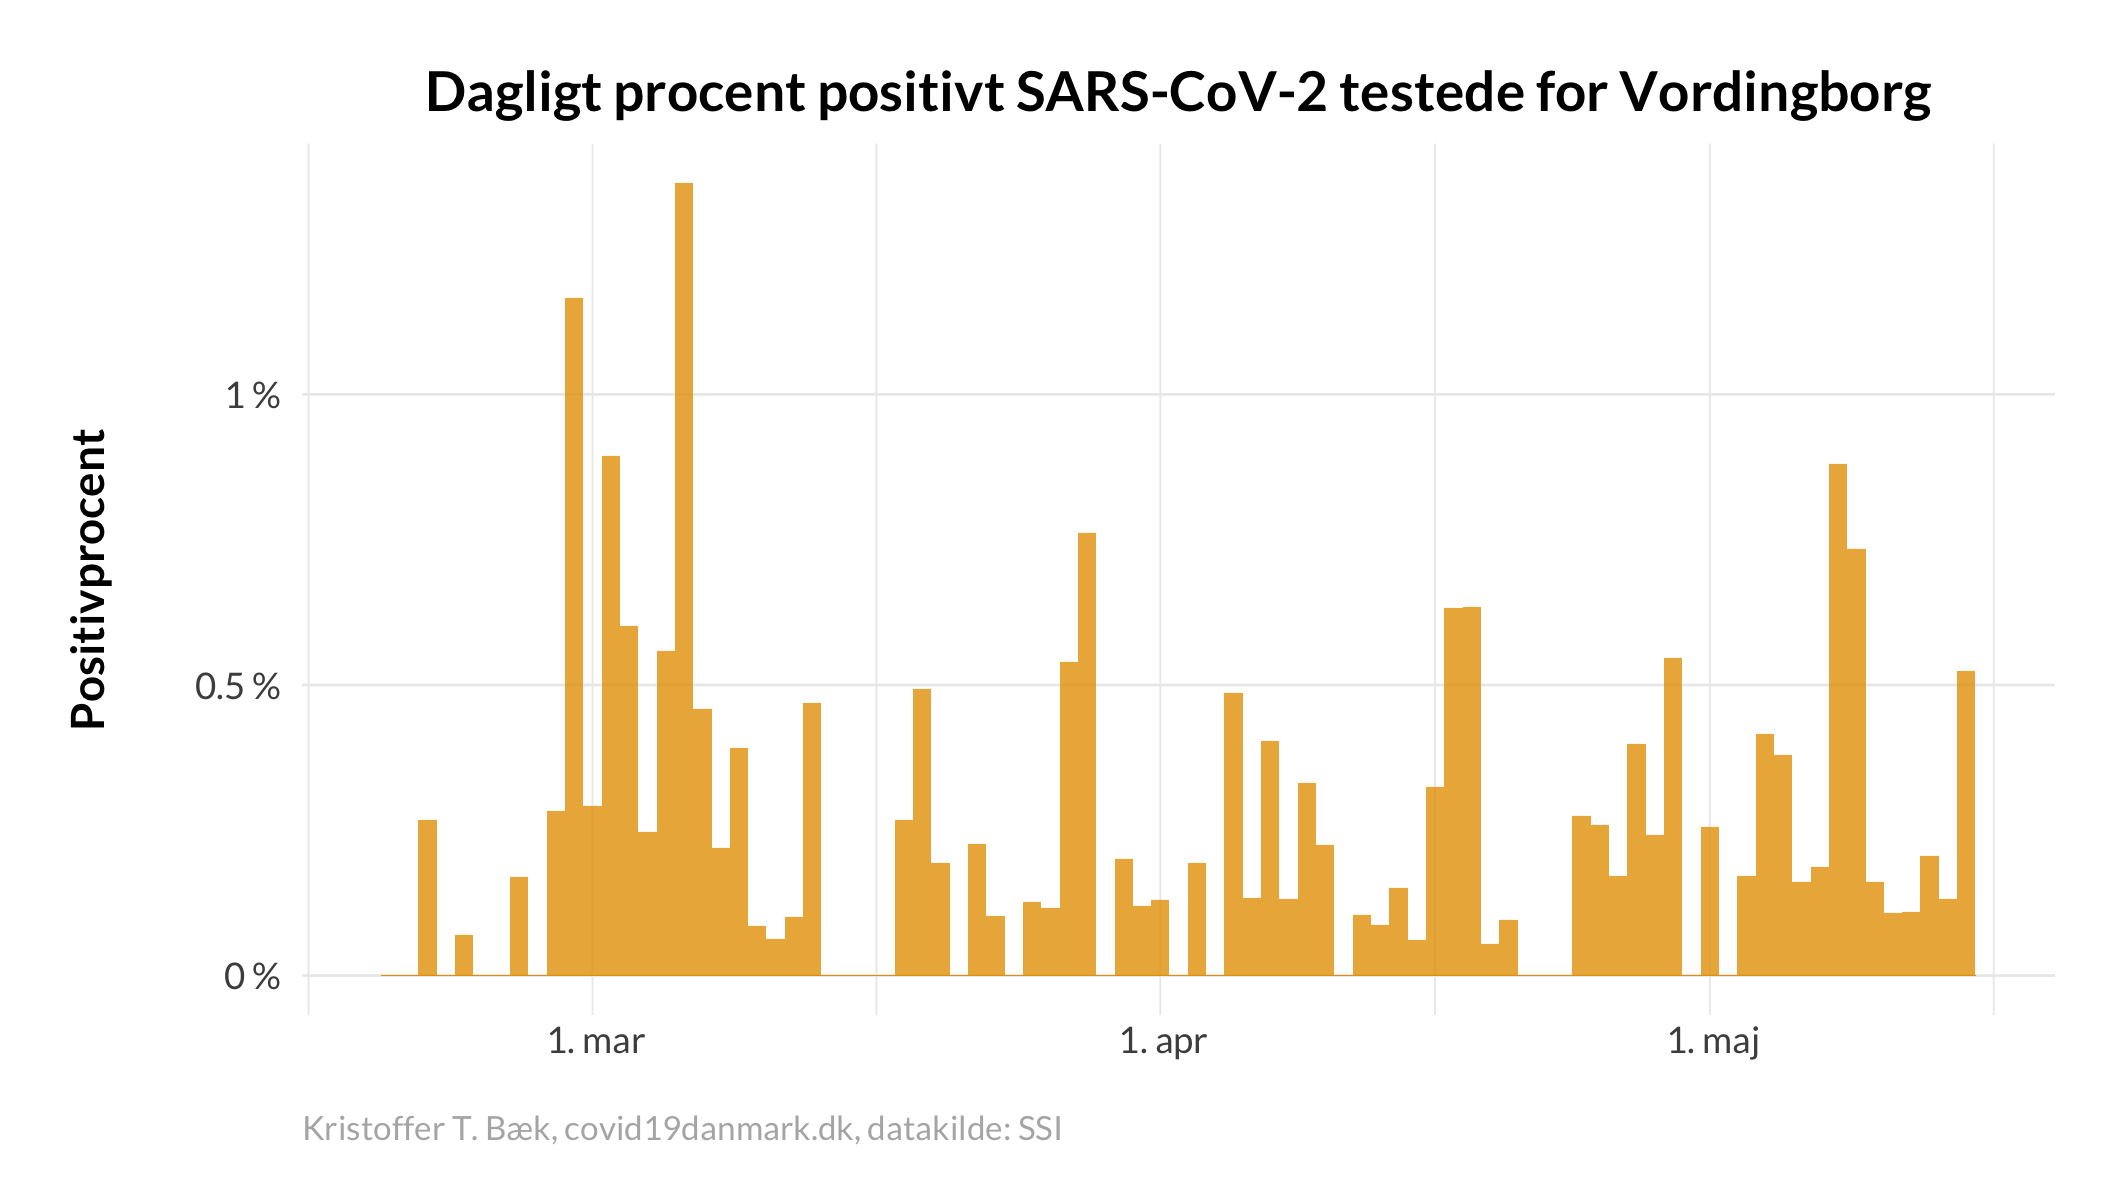 Dagligt procent positivt SARS-CoV-2 testede for Vordingborg
Positivprocent
1 %
0.5 %
0 %
1. mar
1. apr
1. maj
Kristoffer T. Bæk, covid19danmark.dk, datakilde: SSI